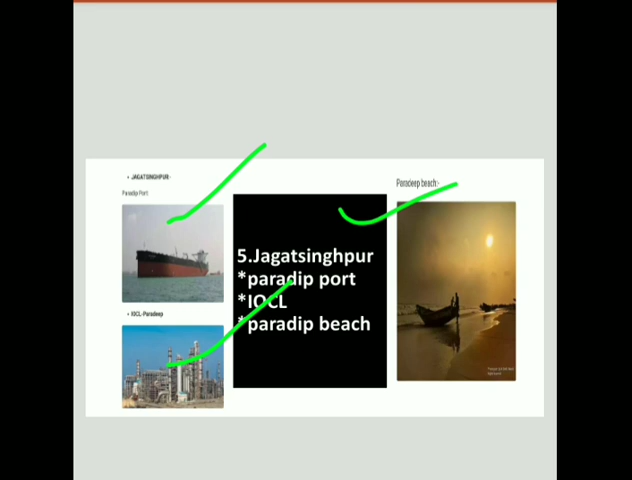 • JAGATSINGHPUR:-
Paradip Port
• IOCL-Paradeep
5.Jagatsinghpur
*paradip port
*IOCL
*paradip beach
Paradeep beach:-